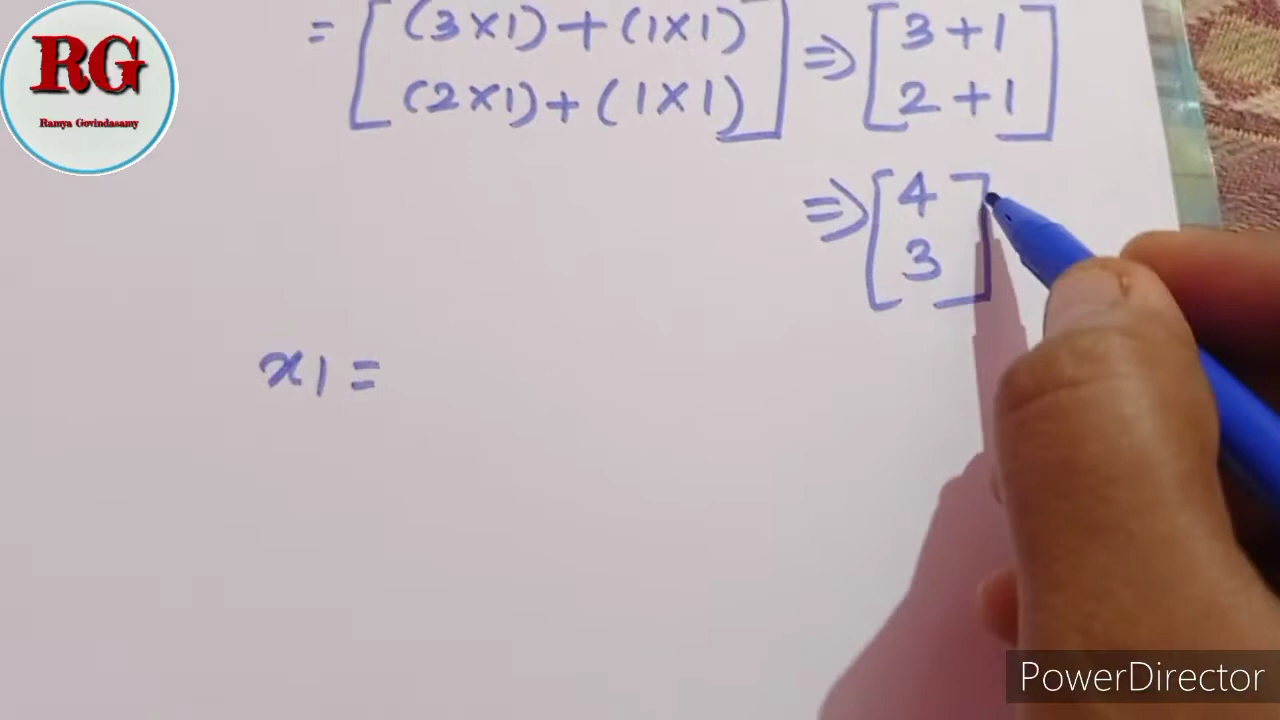 RG
Ramya Govindasamy
= [ (3×1)+(1×1) ] ⇒ [ 3+1 ]
[ (2×1)+(1×1) ] [ 2+1 ]
⇒ [ 4 ]
[ 3 ]
x1 =
PowerDirector